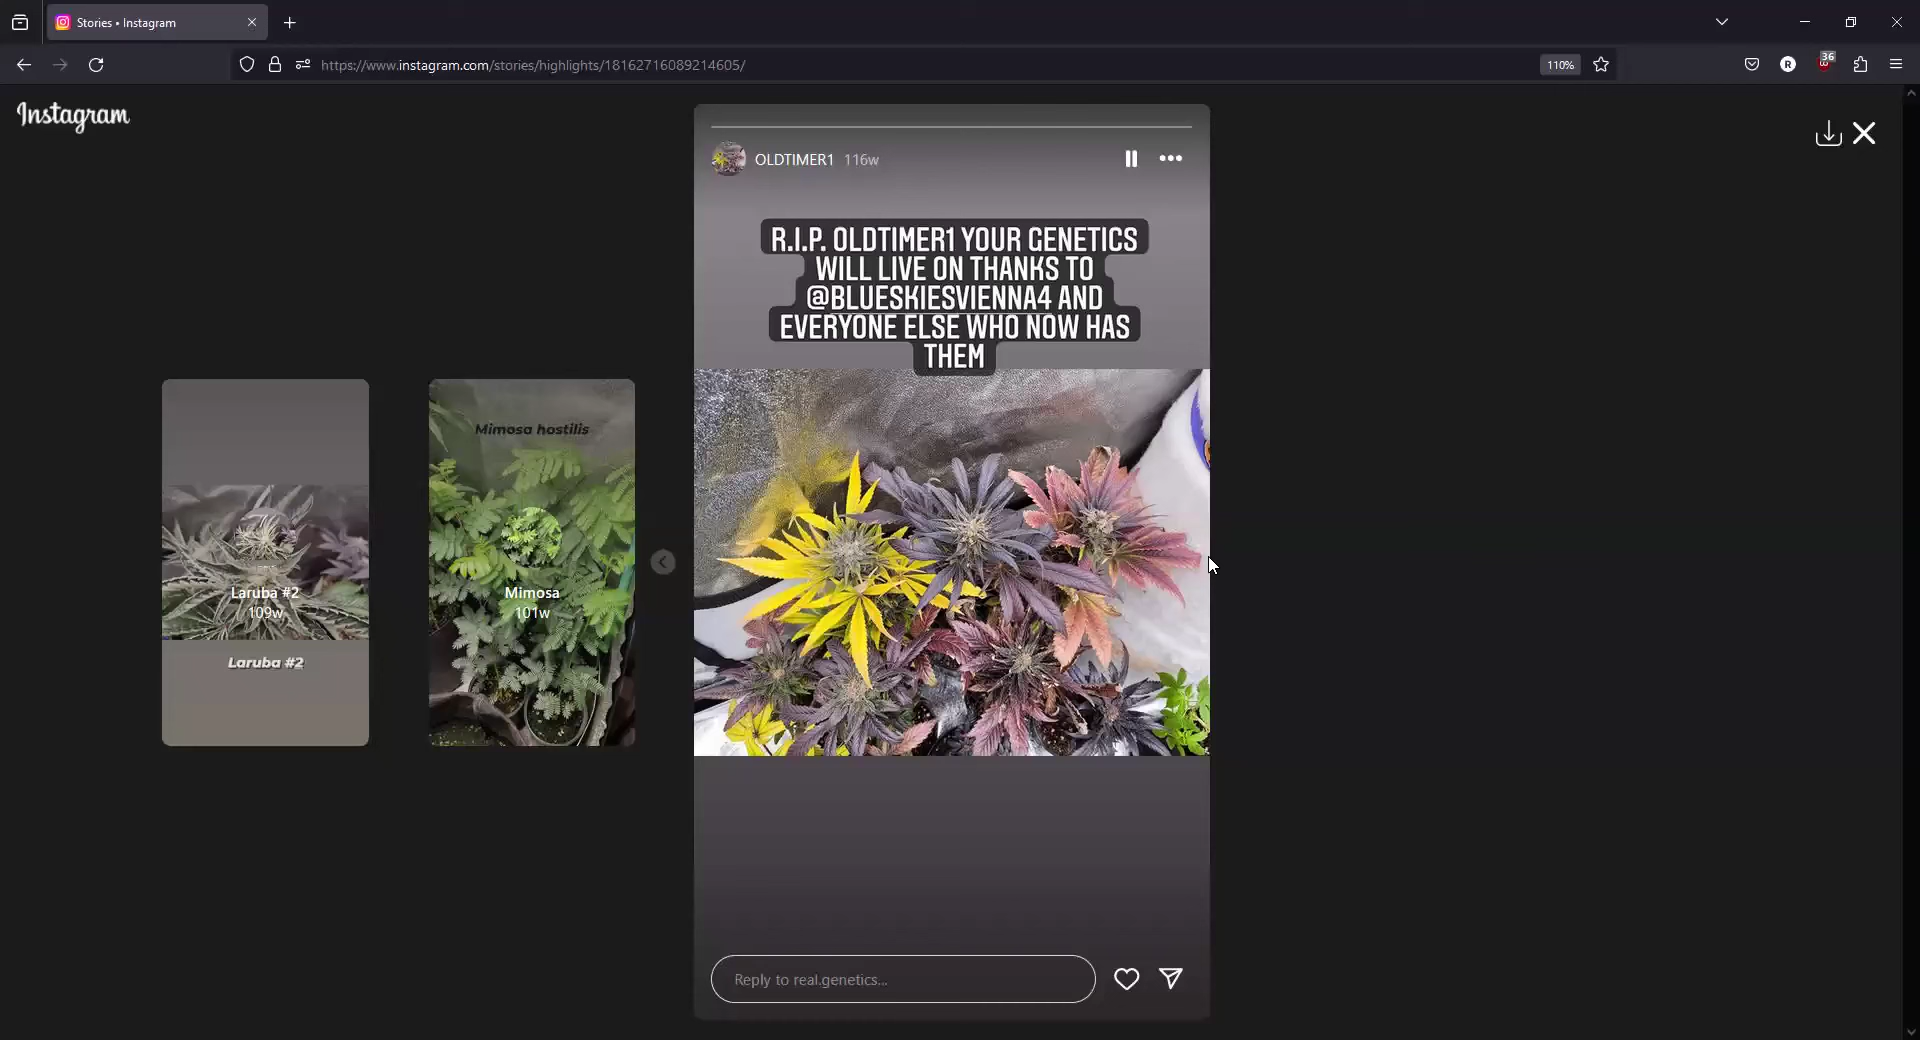 Stories • Instagram
https://www.instagram.com/stories/highlights/18162716089214605/
110%
R
36
Instagram
OLDTIMER1 116w
R.I.P. OLDTIMER1 YOUR GENETICS
WILL LIVE ON THANKS TO
@BLUESKIESVIENNA4 AND
EVERYONE ELSE WHO NOW HAS
THEM
Laruba #2
109w
Laruba #2
Mimosa hostilis
Mimosa
101w
Reply to real.genetics...